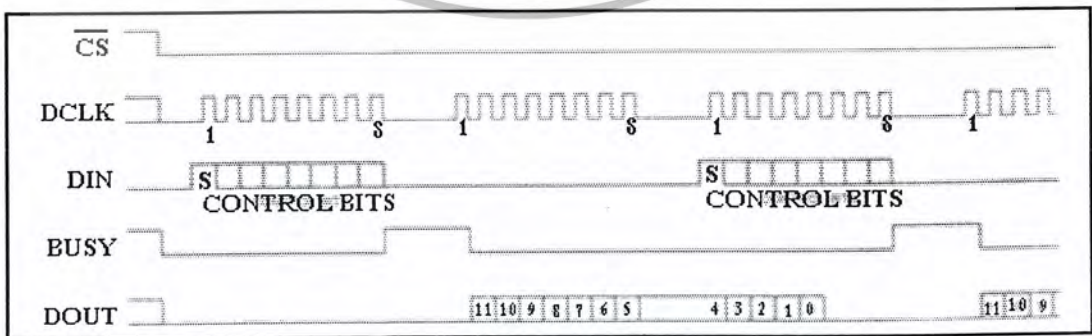 C̅S̅
DCLK
1 8 1 8 1 8 1
DIN S S
CONTROL BITS CONTROL BITS
BUSY
DOUT 11 10 9 8 7 6 5 4 3 2 1 0 11 10 9